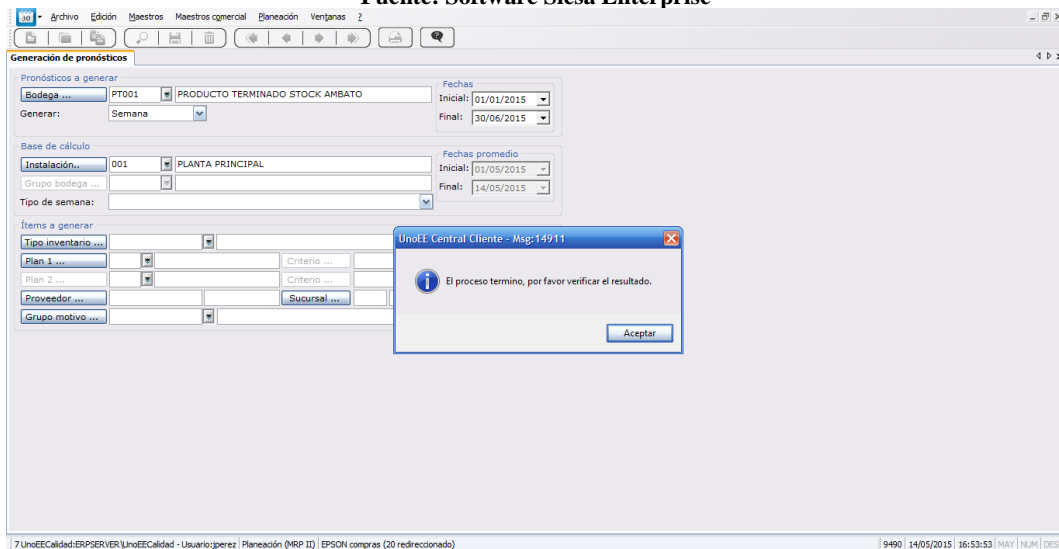 Fuente: Software Siesa Enterprise
30 Archivo Edición Maestros Maestros comercial Planeación Ventanas ?
Generación de pronósticos
Pronósticos a generar
Bodega ... PT001 PRODUCTO TERMINADO STOCK AMBATO
Generar: Semana
Fechas
Inicial: 01/01/2015
Final: 30/06/2015
Base de cálculo
Instalación.. 001 PLANTA PRINCIPAL
Grupo bodega ...
Tipo de semana:
Fechas promedio
Inicial: 01/05/2015
Final: 14/05/2015
Ítems a generar
Tipo inventario ...
Plan 1 ... Criterio ...
Plan 2 ... Criterio ...
Proveedor ... Sucursal ...
Grupo motivo ...
UnoEE Central Cliente - Msg:14911
El proceso termino, por favor verificar el resultado.
Aceptar
7 UnoEECalidad:ERPSERVER\UnoEECalidad - Usuario:jperez Planeación (MRP II) EPSON compras (20 redireccionado) 9490 14/05/2015 16:53:53 MAY NUM DES